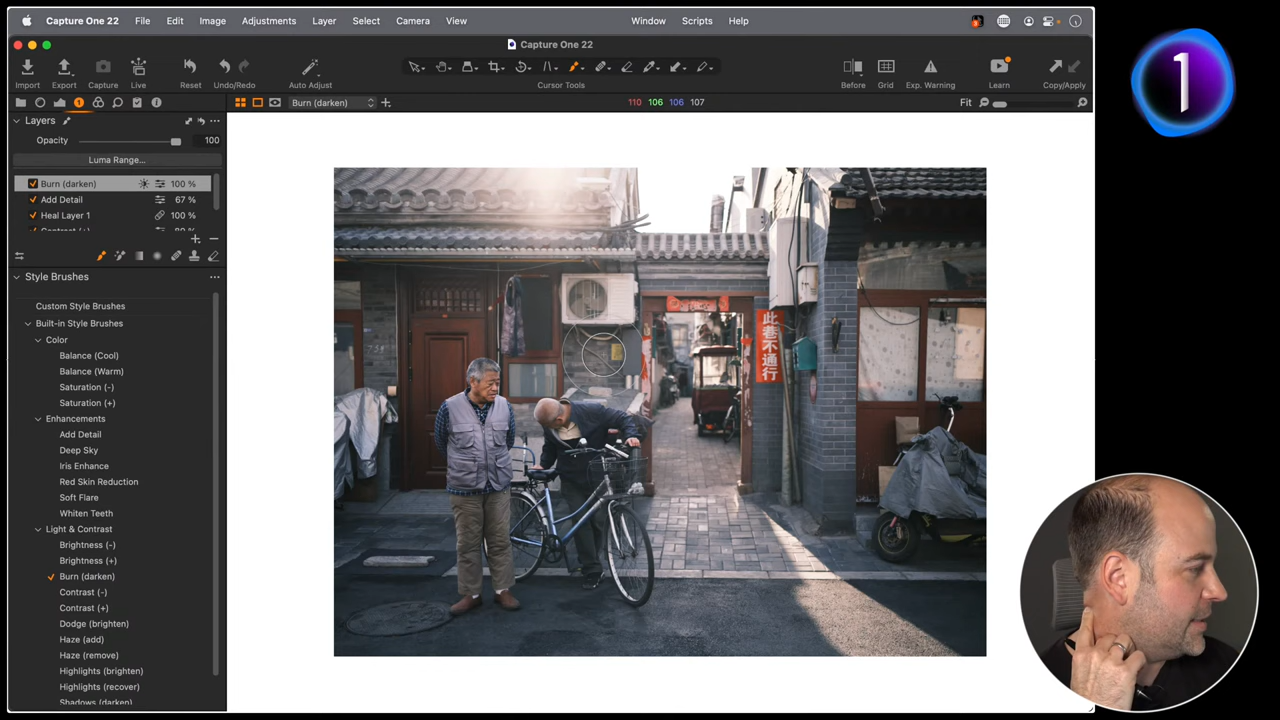 Capture One 22 File Edit Image Adjustments Layer Select Camera View Window Scripts Help
Capture One 22
Import Export Capture Live Reset Undo/Redo Auto Adjust Cursor Tools Before Grid Exp. Warning Learn Copy/Apply
Burn (darken) 110 106 106 107 Fit
Layers
Opacity 100
Luma Range...
Burn (darken) 100 %
Add Detail 67 %
Heal Layer 1 100 %
Style Brushes
Custom Style Brushes
Built-in Style Brushes
Color
Balance (Cool)
Balance (Warm)
Saturation (-)
Saturation (+)
Enhancements
Add Detail
Deep Sky
Iris Enhance
Red Skin Reduction
Soft Flare
Whiten Teeth
Light & Contrast
Brightness (-)
Brightness (+)
Burn (darken)
Contrast (-)
Contrast (+)
Dodge (brighten)
Haze (add)
Haze (remove)
Highlights (brighten)
Highlights (recover)
Shadows (darken)
此巷不通行
1